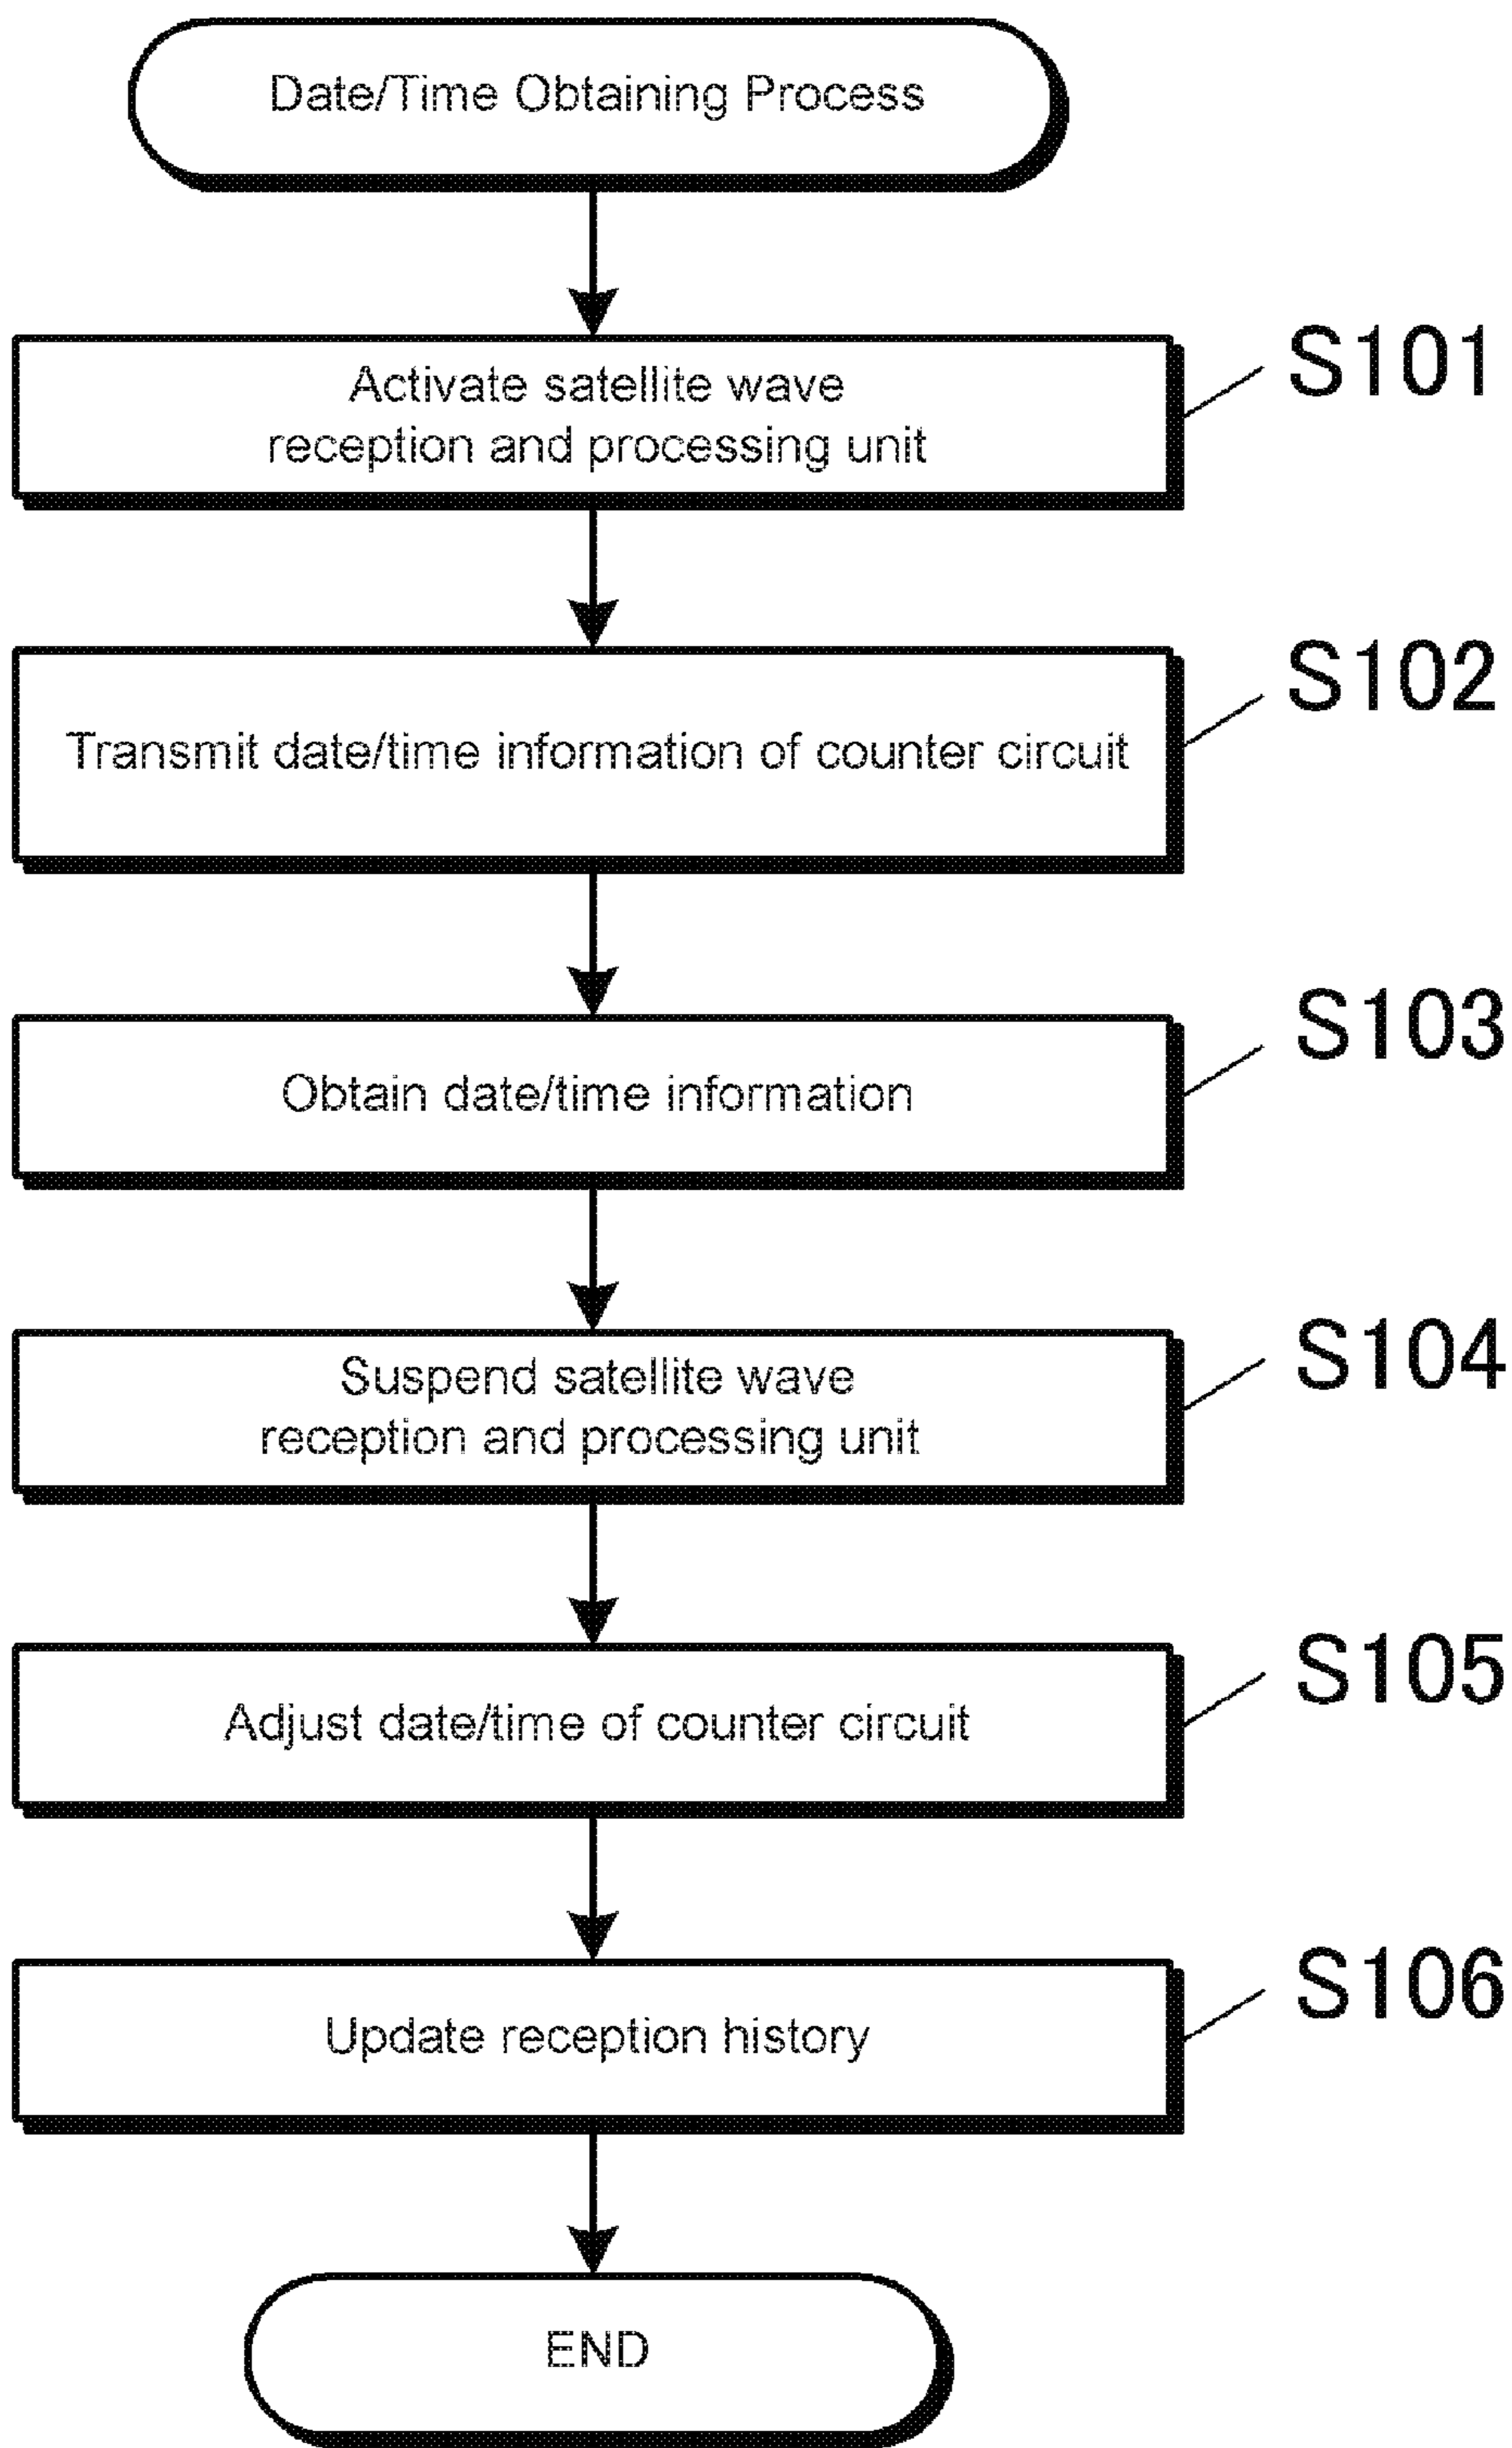 Date/Time Obtaining Process
Activate satellite wave
reception and processing unit
S101
Transmit date/time information of counter circuit
S102
Obtain date/time information
S103
Suspend satellite wave
reception and processing unit
S104
Adjust date/time of counter circuit
S105
Update reception history
S106
END